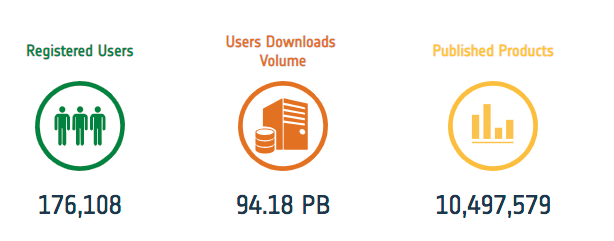 Registered Users
Users Downloads
Volume
Published Products
176,108
94.18 PB
10,497,579